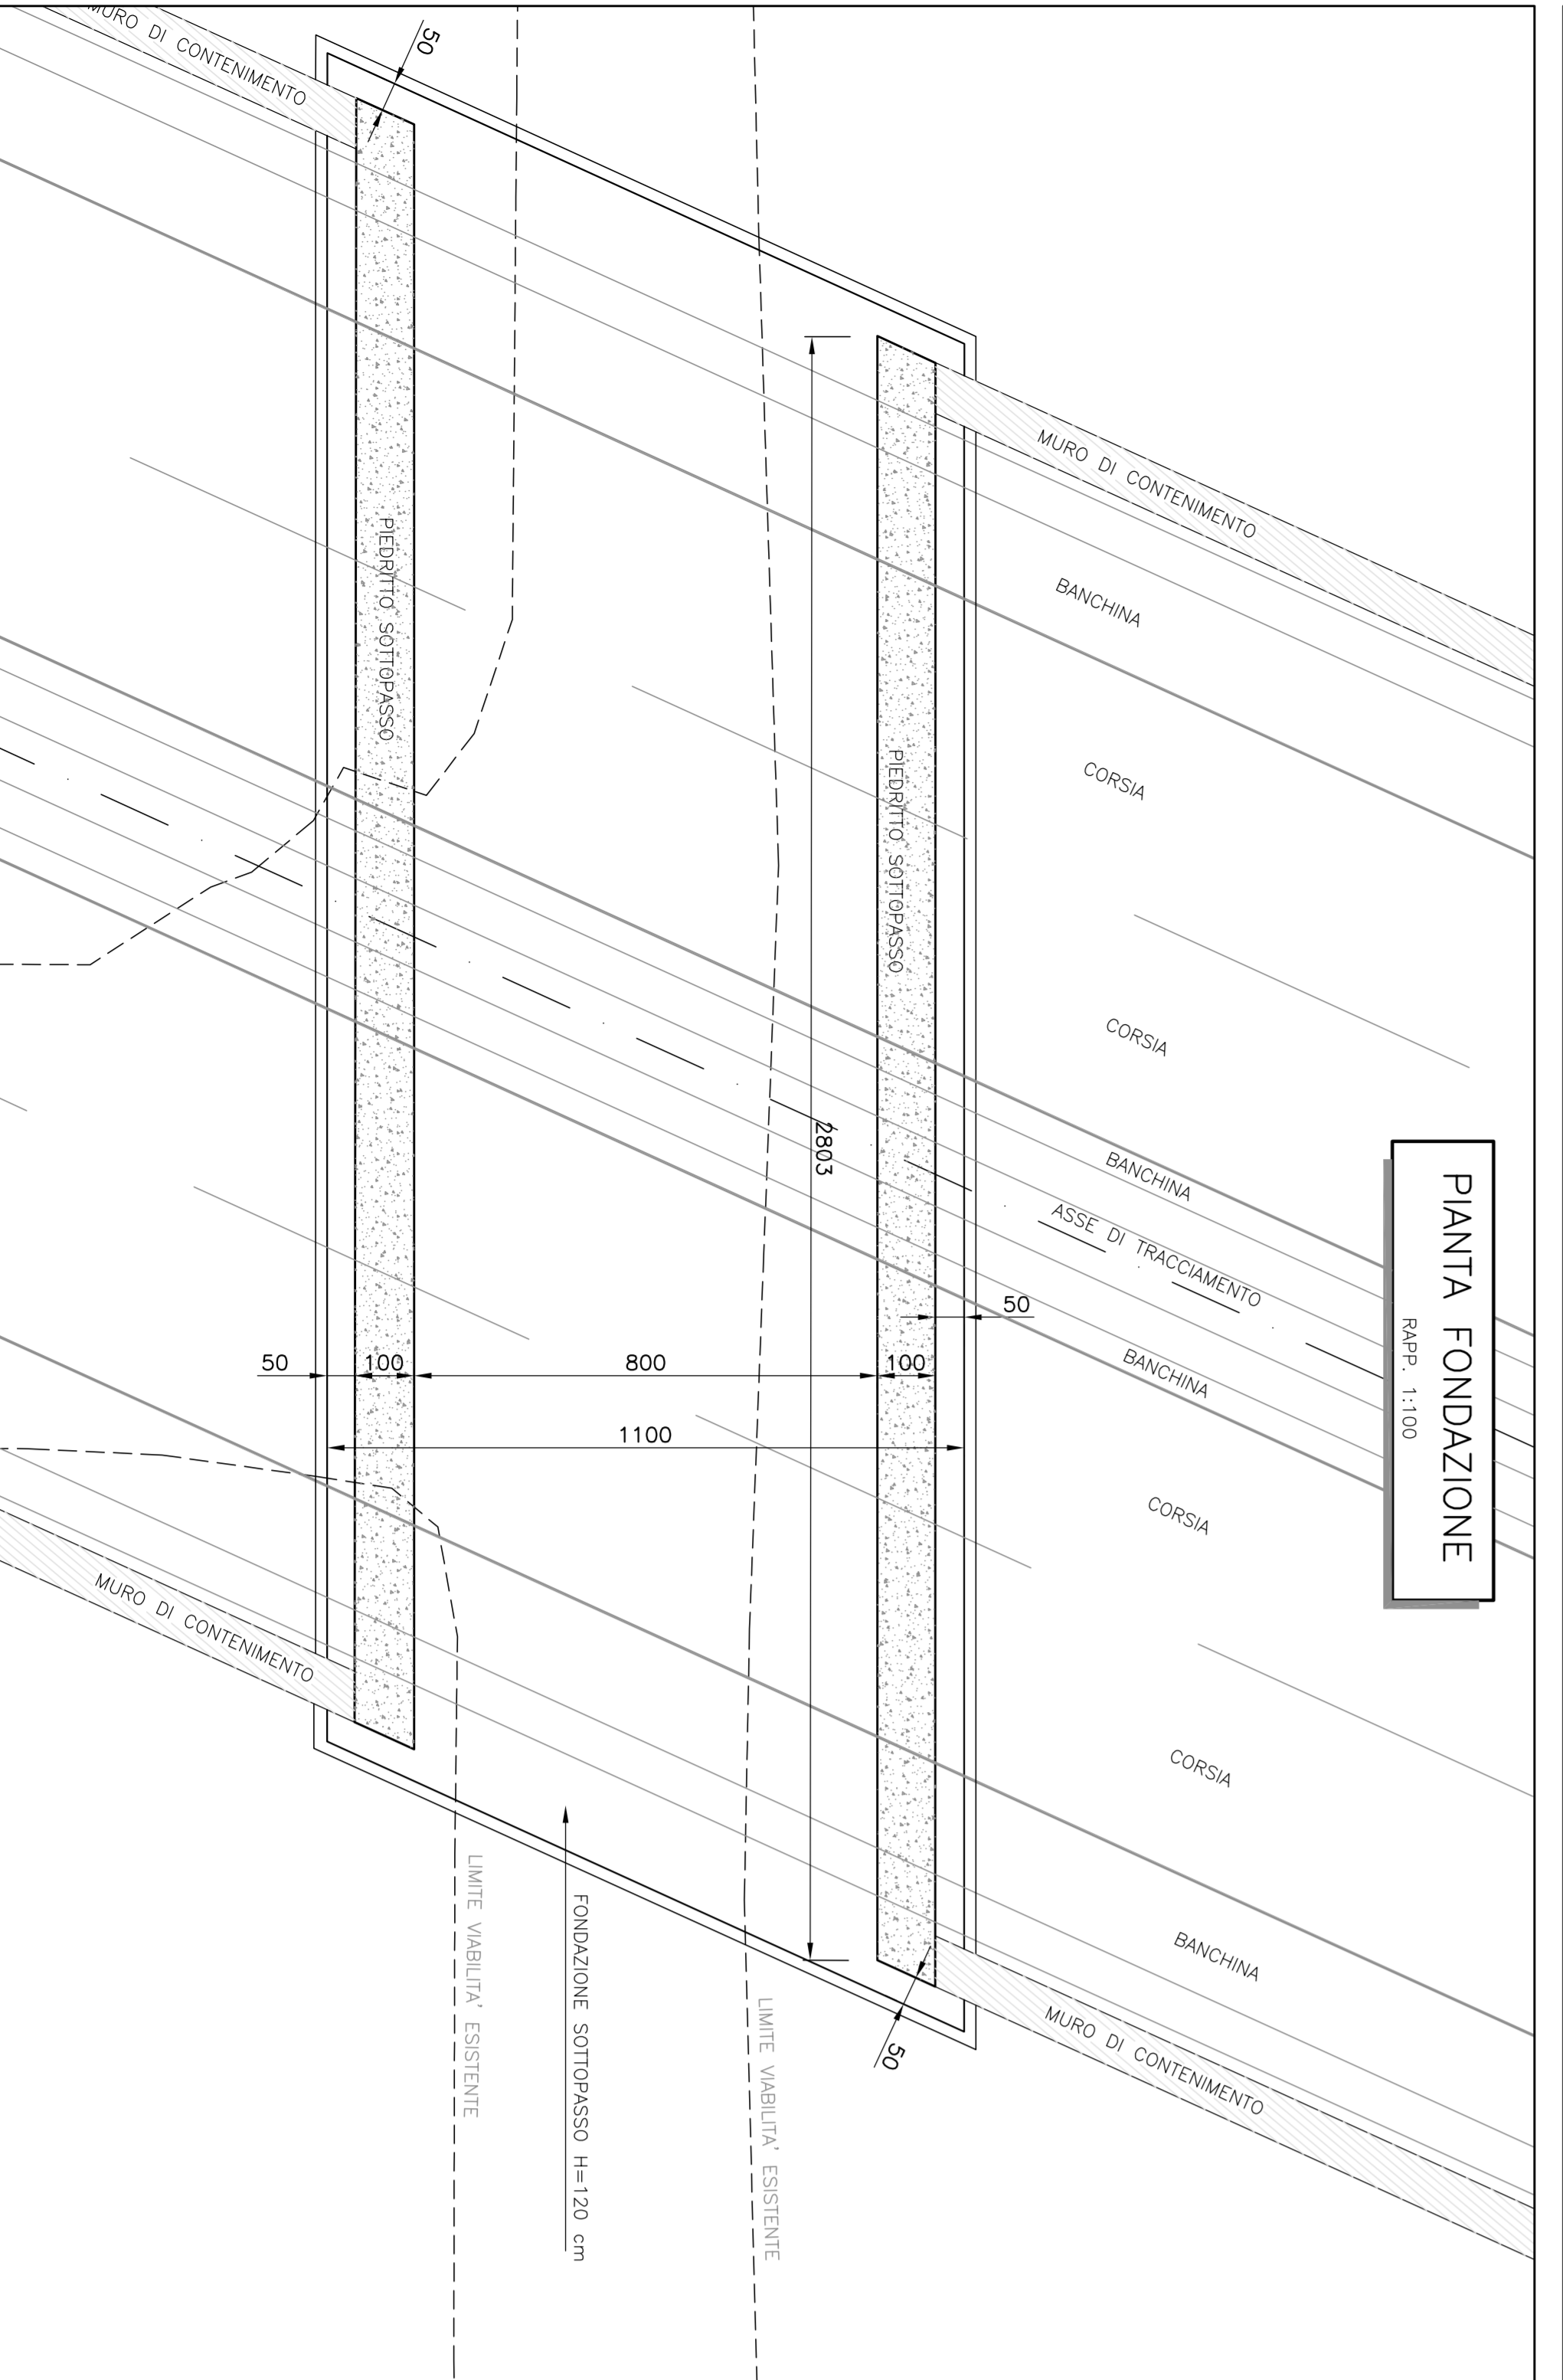 PIANTA FONDAZIONE
RAPP. 1:100
MURO DI CONTENIMENTO
50
MURO DI CONTENIMENTO
BANCHINA
CORSIA
PIEDRITTO SOTTOPASSO
PIEDRITTO SOTTOPASSO
CORSIA
2803
BANCHINA
ASSE DI TRACCIAMENTO
50
BANCHINA
50
100
800
100
1100
CORSIA
MURO DI CONTENIMENTO
CORSIA
BANCHINA
MURO DI CONTENIMENTO
50
LIMITE VIABILITA' ESISTENTE
FONDAZIONE SOTTOPASSO H=120 cm
LIMITE VIABILITA' ESISTENTE